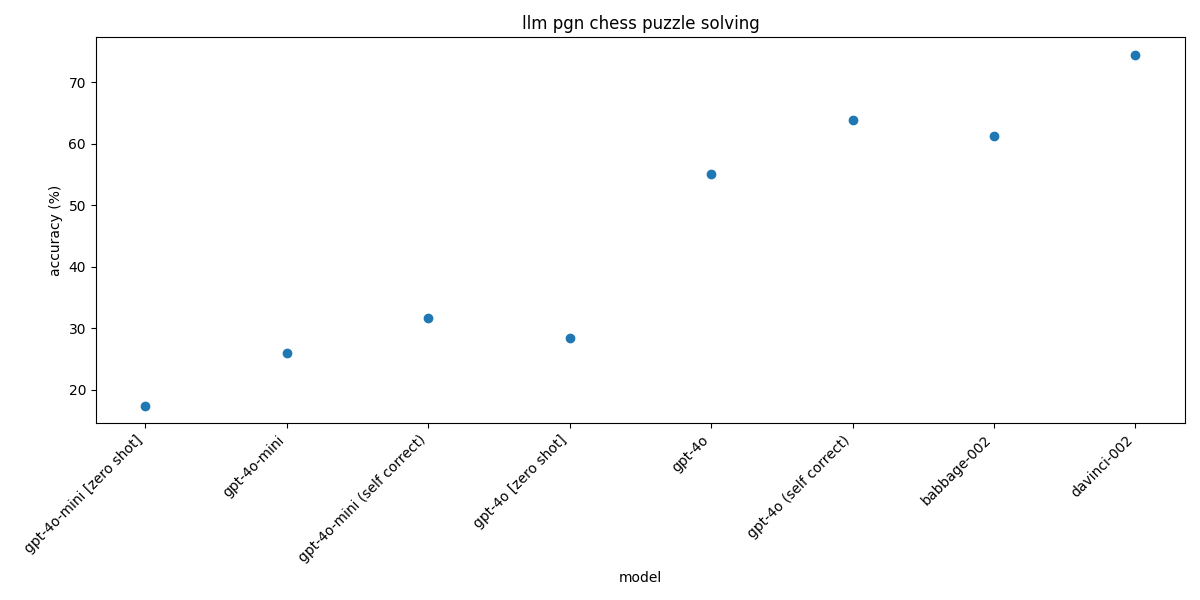 llm pgn chess puzzle solving
accuracy (%)
70
60
50
40
30
20
gpt-4o-mini [zero shot]
gpt-4o-mini
gpt-4o-mini (self correct)
gpt-4o [zero shot]
gpt-4o
gpt-4o (self correct)
babbage-002
davinci-002
model